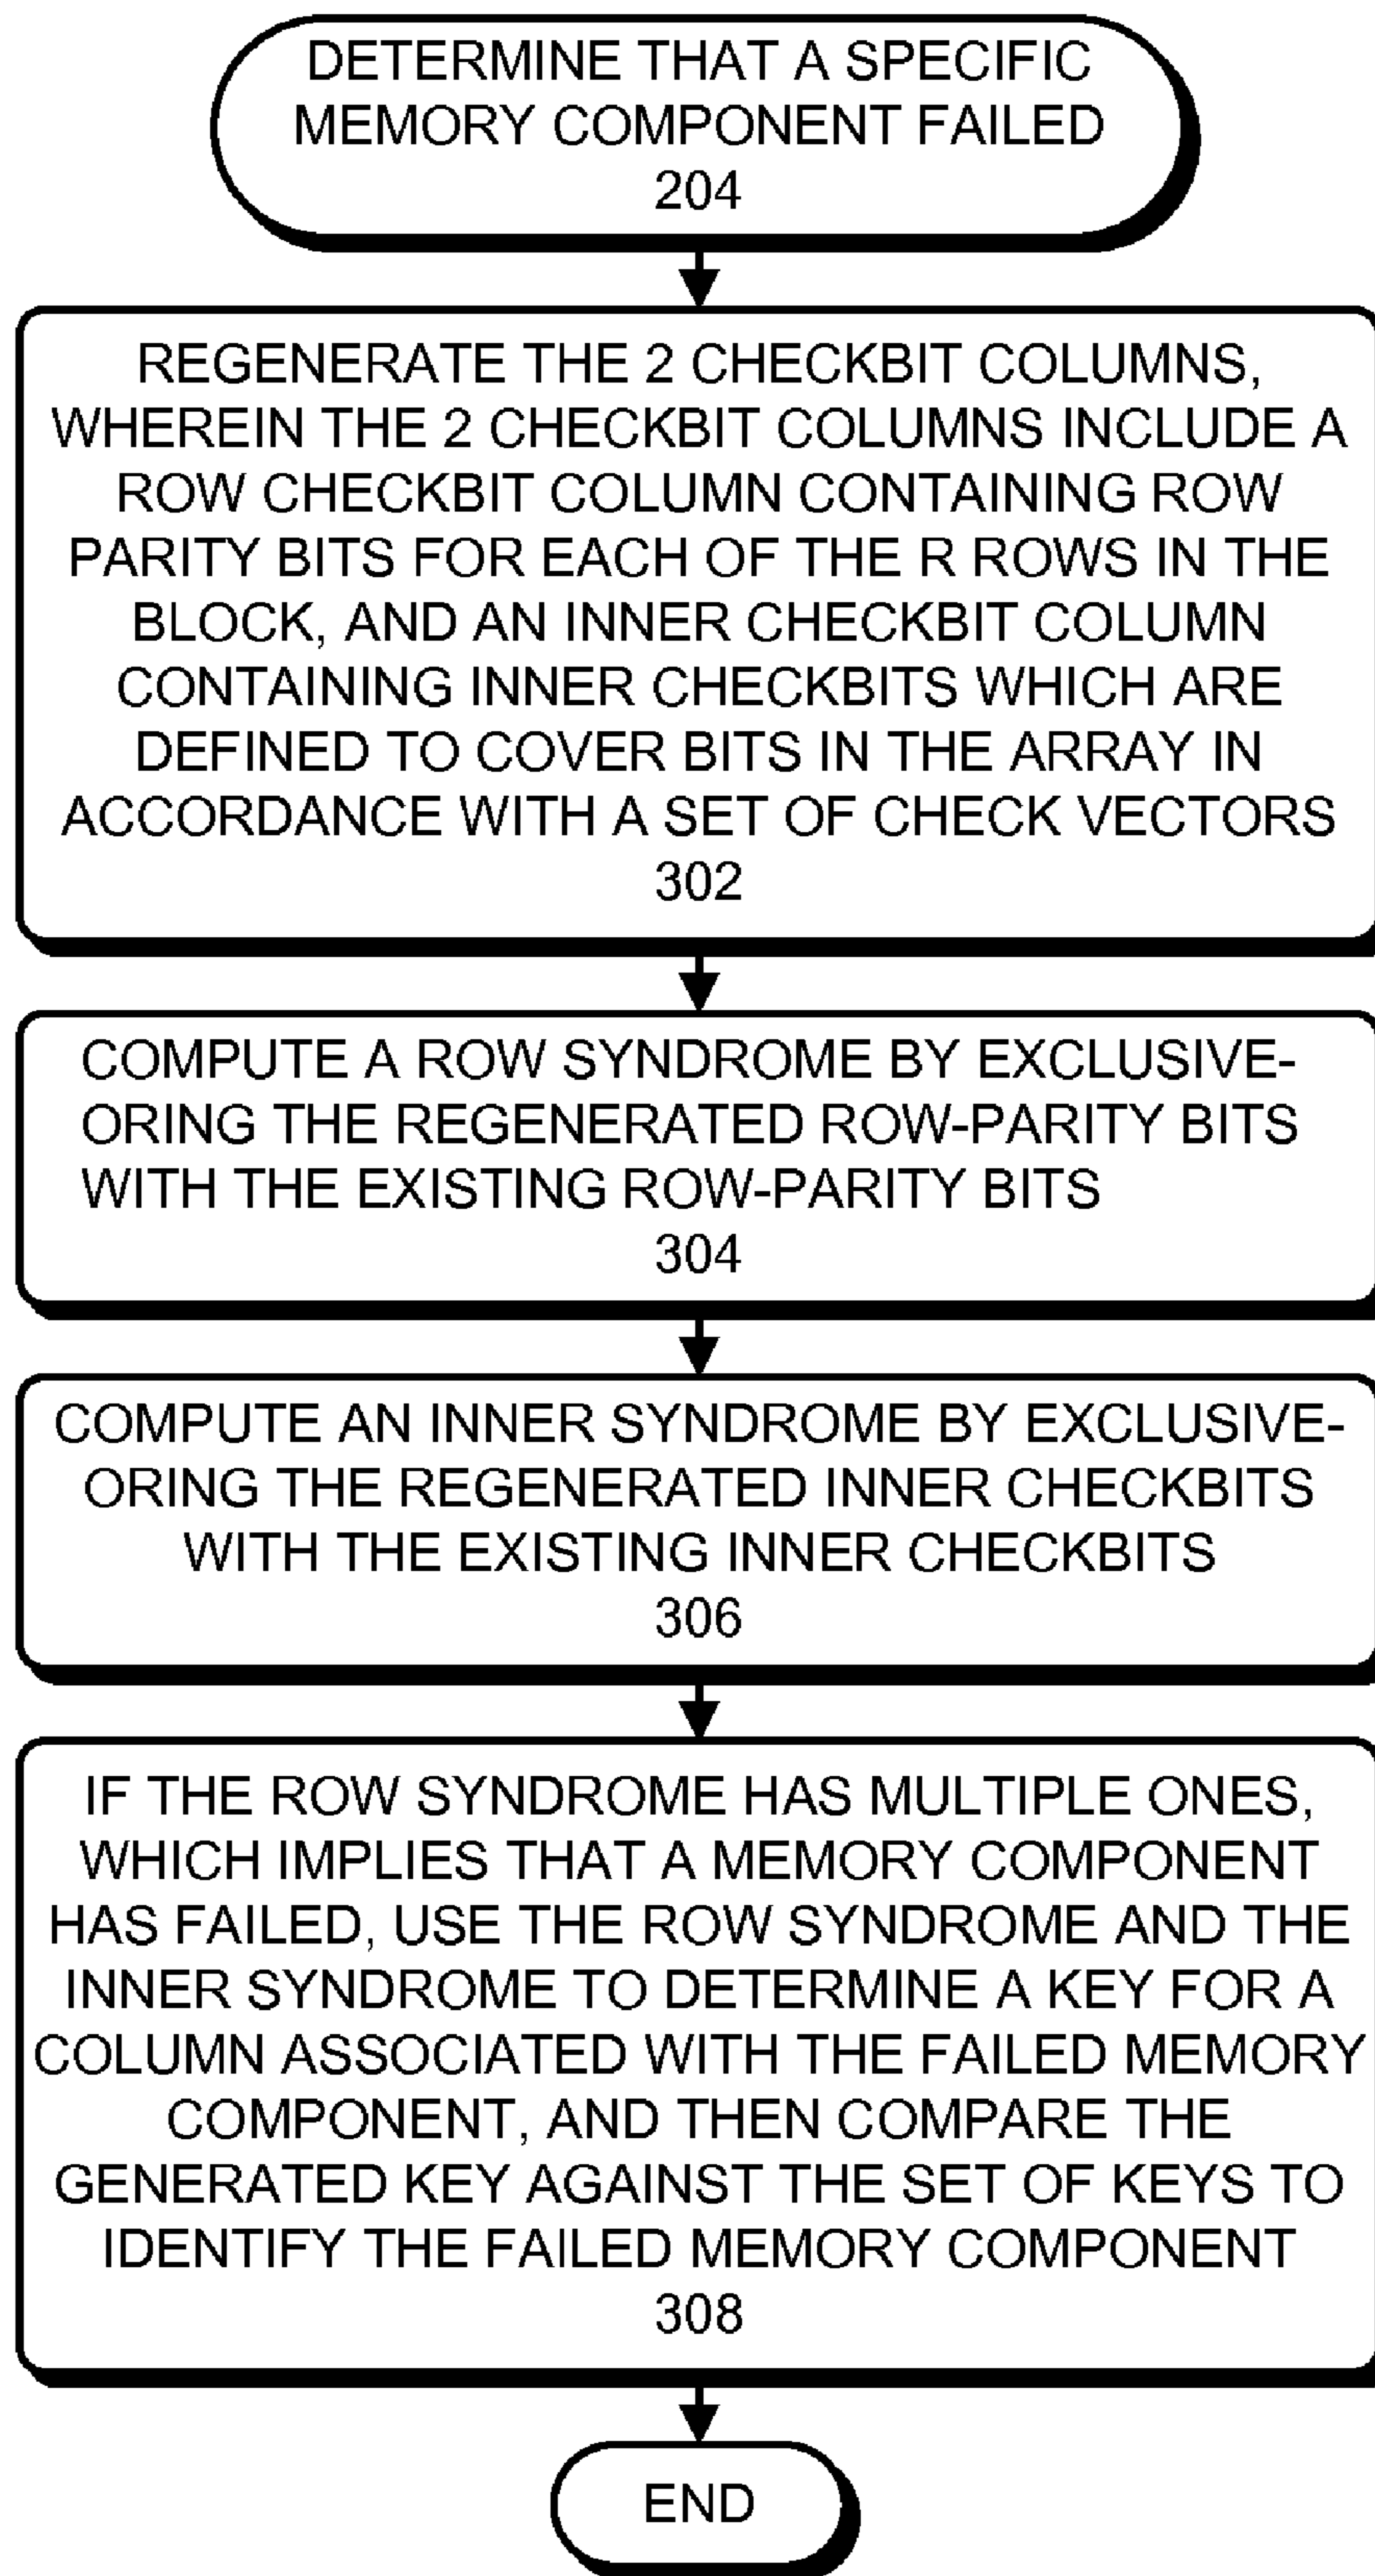 DETERMINE THAT A SPECIFIC
MEMORY COMPONENT FAILED
204
REGENERATE THE 2 CHECKBIT COLUMNS,
WHEREIN THE 2 CHECKBIT COLUMNS INCLUDE A
ROW CHECKBIT COLUMN CONTAINING ROW
PARITY BITS FOR EACH OF THE R ROWS IN THE
BLOCK, AND AN INNER CHECKBIT COLUMN
CONTAINING INNER CHECKBITS WHICH ARE
DEFINED TO COVER BITS IN THE ARRAY IN
ACCORDANCE WITH A SET OF CHECK VECTORS
302
COMPUTE A ROW SYNDROME BY EXCLUSIVE-
ORING THE REGENERATED ROW-PARITY BITS
WITH THE EXISTING ROW-PARITY BITS
304
COMPUTE AN INNER SYNDROME BY EXCLUSIVE-
ORING THE REGENERATED INNER CHECKBITS
WITH THE EXISTING INNER CHECKBITS
306
IF THE ROW SYNDROME HAS MULTIPLE ONES,
WHICH IMPLIES THAT A MEMORY COMPONENT
HAS FAILED, USE THE ROW SYNDROME AND THE
INNER SYNDROME TO DETERMINE A KEY FOR A
COLUMN ASSOCIATED WITH THE FAILED MEMORY
COMPONENT, AND THEN COMPARE THE
GENERATED KEY AGAINST THE SET OF KEYS TO
IDENTIFY THE FAILED MEMORY COMPONENT
308
END